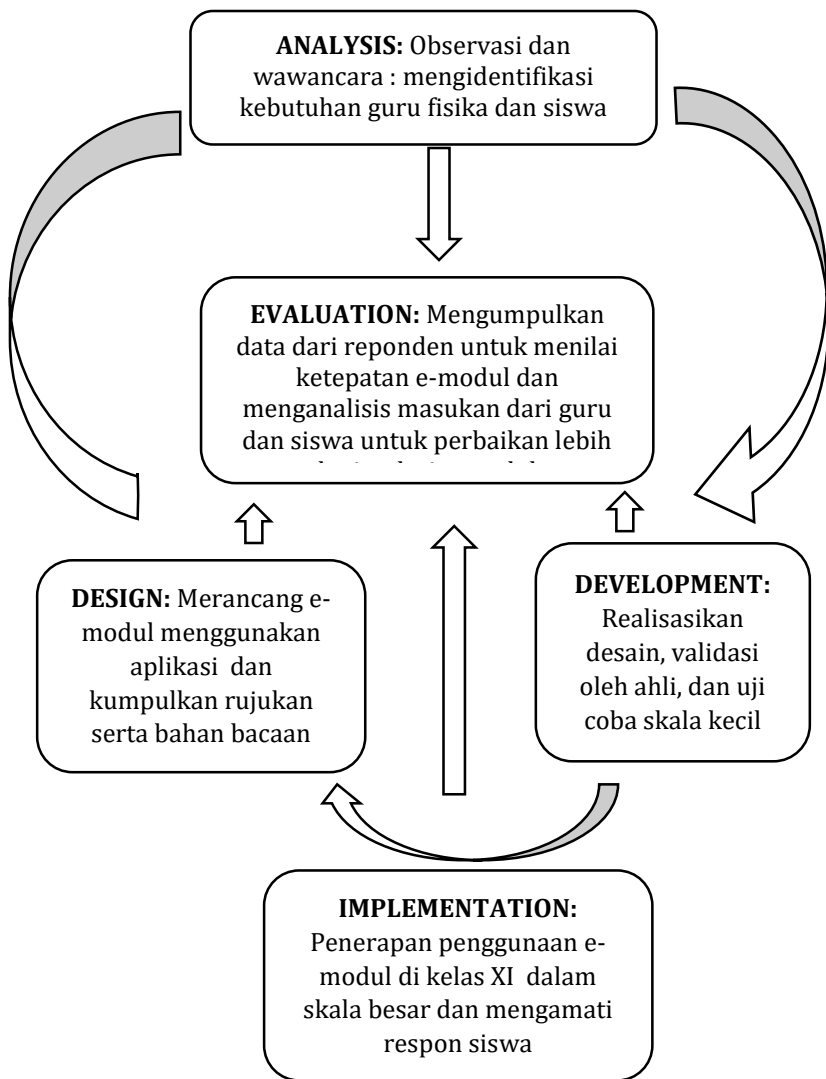 ANALYSIS: Observasi dan
wawancara : mengidentifikasi
kebutuhan guru fisika dan siswa
EVALUATION: Mengumpulkan
data dari reponden untuk menilai
ketepatan e-modul dan
menganalisis masukan dari guru
dan siswa untuk perbaikan lebih
DESIGN: Merancang e-
modul menggunakan
aplikasi dan
kumpulkan rujukan
serta bahan bacaan
DEVELOPMENT:
Realisasikan
desain, validasi
oleh ahli, dan uji
coba skala kecil
IMPLEMENTATION:
Penerapan penggunaan e-
modul di kelas XI dalam
skala besar dan mengamati
respon siswa